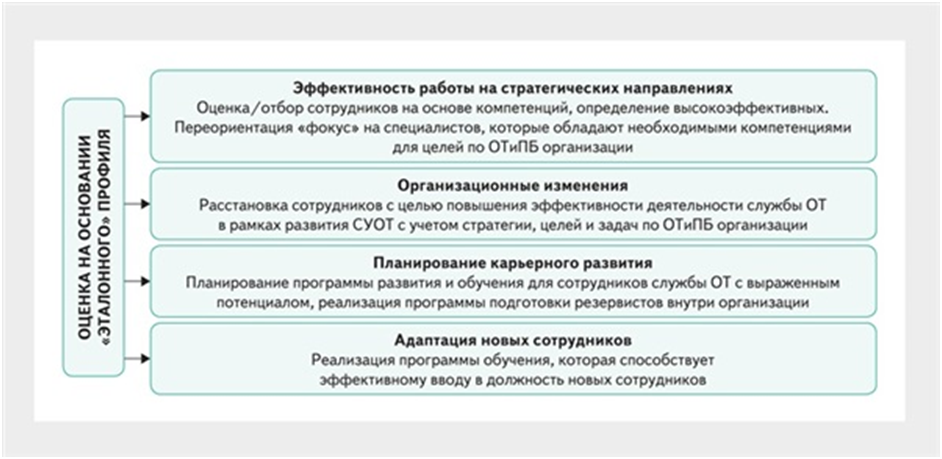 ОЦЕНКА НА ОСНОВАНИИ
«ЭТАЛОННОГО» ПРОФИЛЯ
Эффективность работы на стратегических направлениях
Оценка/отбор сотрудников на основе компетенций, определение высокоэффективных.
Переориентация «фокус» на специалистов, которые обладают необходимыми компетенциями
для целей по ОТиПБ организации
Организационные изменения
Расстановка сотрудников с целью повышения эффективности деятельности службы ОТ
в рамках развития СУОТ с учетом стратегии, целей и задач по ОТиПБ организации
Планирование карьерного развития
Планирование программы развития и обучения для сотрудников службы ОТ с выраженным
потенциалом, реализация программы подготовки резервистов внутри организации
Адаптация новых сотрудников
Реализация программы обучения, которая способствует
эффективному вводу в должность новых сотрудников